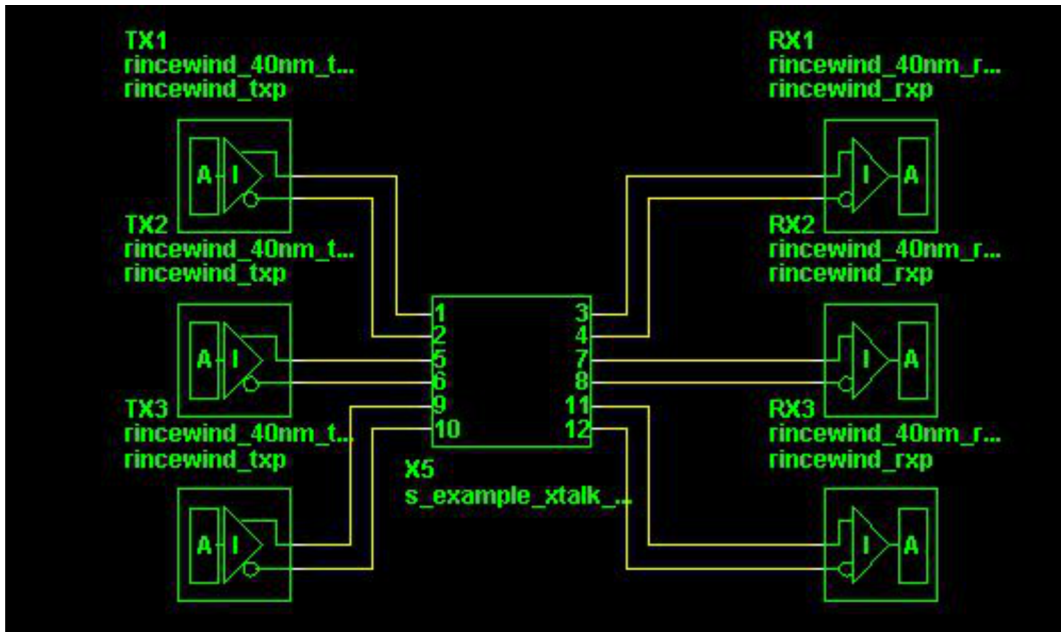 TX1
rincewind_40nm_t...
rincewind_txp
A I
TX2
rincewind_40nm_t...
rincewind_txp
A I
TX3
rincewind_40nm_t...
rincewind_txp
A I
1
2
5
6
9
10
3
4
7
8
11
12
X5
s_example_xtalk_...
RX1
rincewind_40nm_r...
rincewind_rxp
I A
RX2
rincewind_40nm_r...
rincewind_rxp
I A
RX3
rincewind_40nm_r...
rincewind_rxp
I A